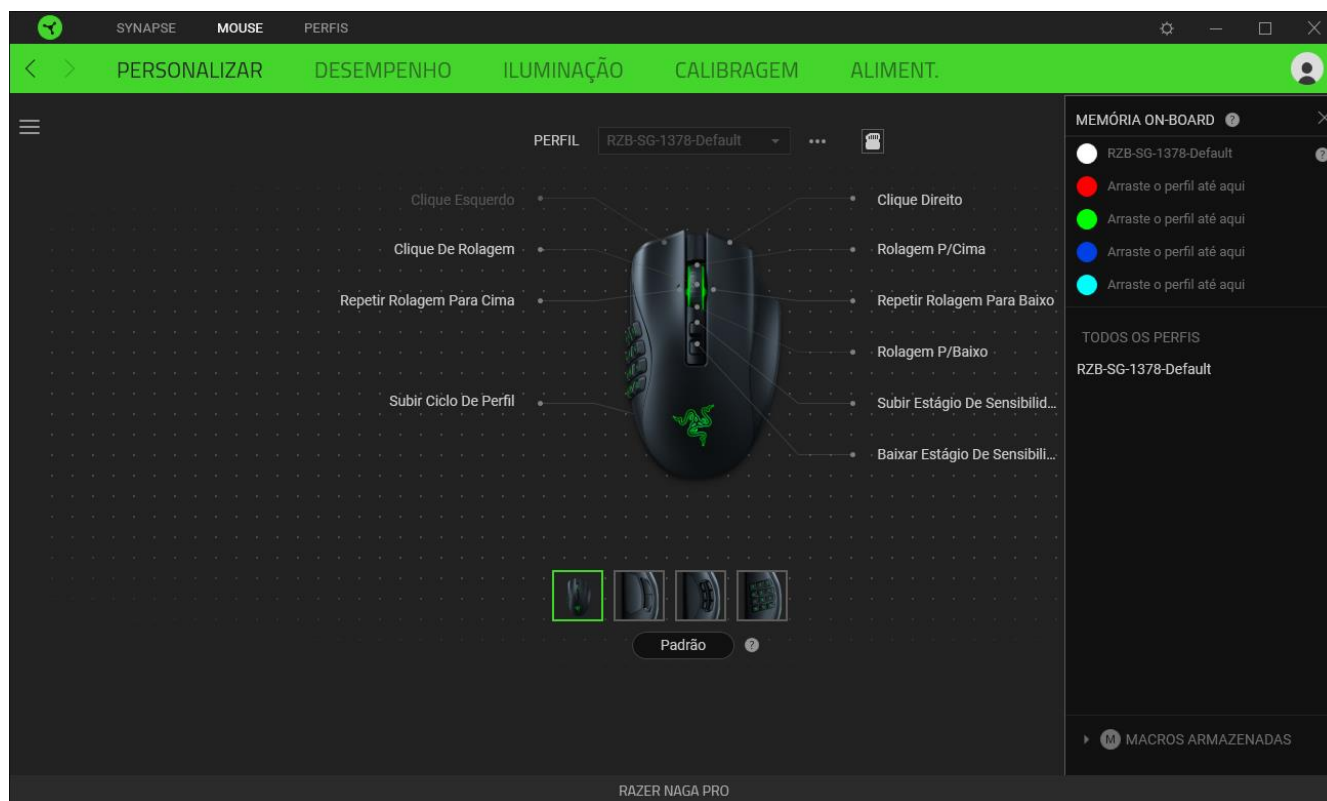 SYNAPSE MOUSE PERFIS
PERSONALIZAR DESEMPENHO ILUMINAÇÃO CALIBRAGEM ALIMENT.
PERFIL RZB-SG-1378-Default
Clique Esquerdo
Clique De Rolagem
Repetir Rolagem Para Cima
Subir Ciclo De Perfil
Clique Direito
Rolagem P/Cima
Repetir Rolagem Para Baixo
Rolagem P/Baixo
Subir Estágio De Sensibilid...
Baixar Estágio De Sensibili...
Padrão ?
MEMÓRIA ON-BOARD ?
RZB-SG-1378-Default ?
Arraste o perfil até aqui
Arraste o perfil até aqui
Arraste o perfil até aqui
Arraste o perfil até aqui
TODOS OS PERFIS
RZB-SG-1378-Default
M MACROS ARMAZENADAS
RAZER NAGA PRO